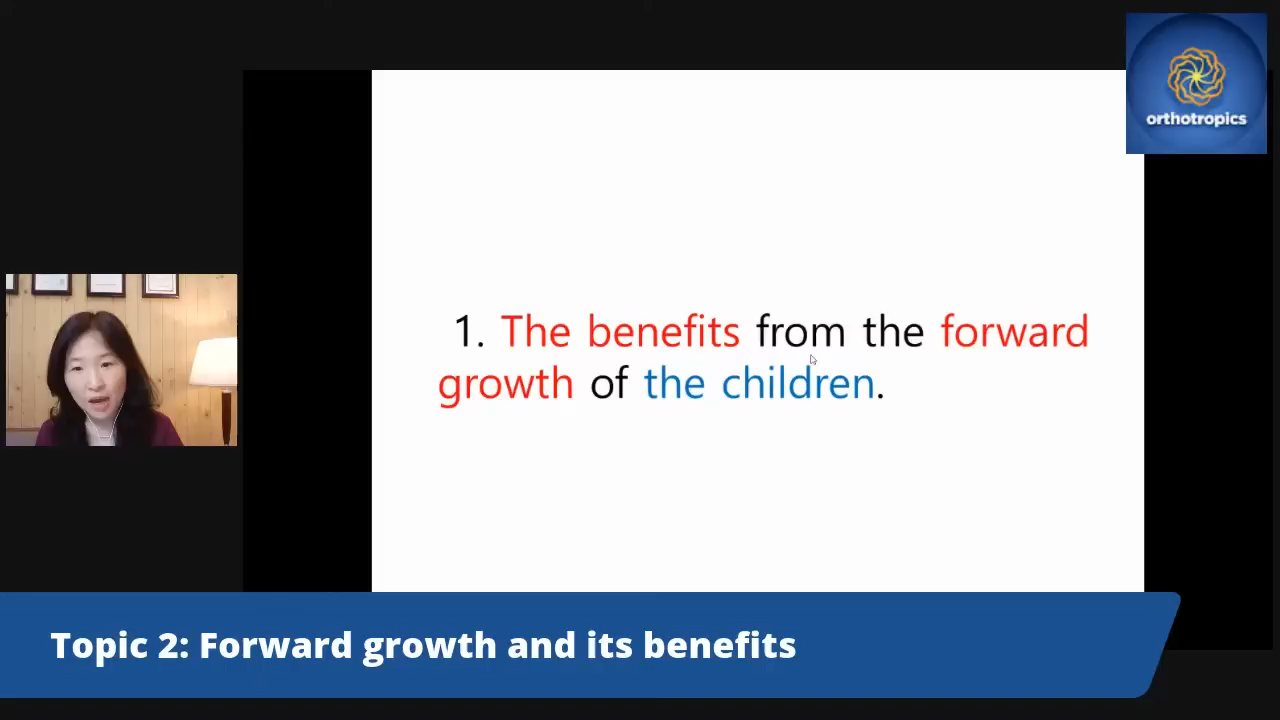 orthotropics
1. The benefits from the forward
growth of the children.
Topic 2: Forward growth and its benefits